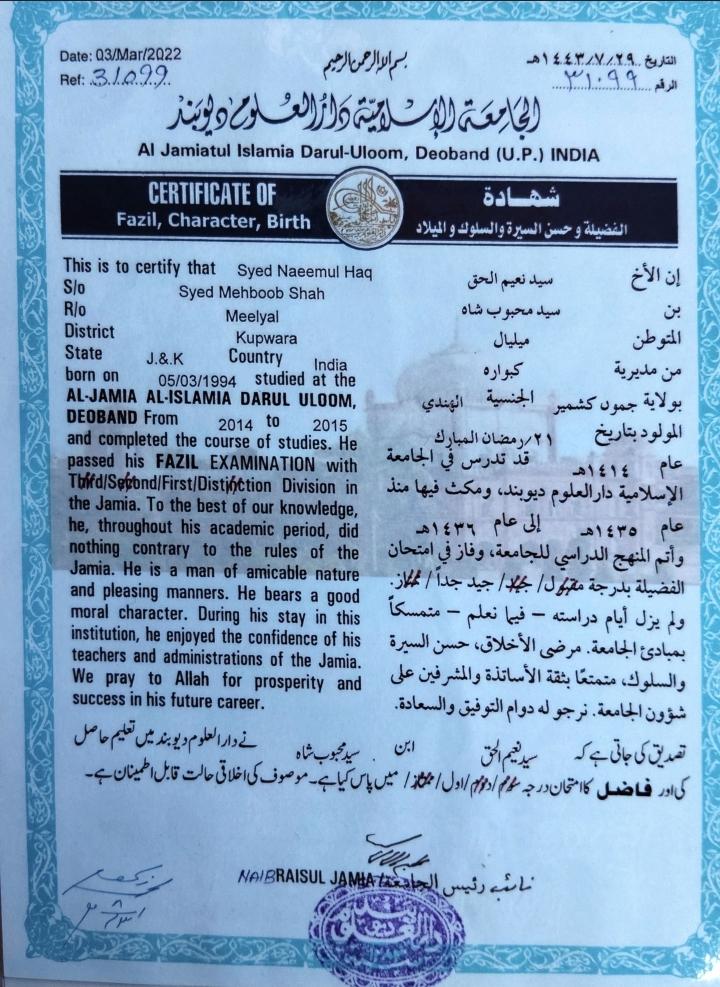 Date: 03/Mar/2022
Ref: 31099
بسم الله الرحمن الرحيم
التاريخ ١٤٤٣/٧/٢٩هـ
الرقم ٣١٠٩٩
الجامعة الإسلامية دارالعلوم ديوبند
Al Jamiatul Islamia Darul-Uloom, Deoband (U.P.) INDIA
CERTIFICATE OF
Fazil, Character, Birth
شهادة
الفضيلة و حسن السيرة والسلوك و الميلاد
This is to certify that Syed Naeemul Haq
S/o Syed Mehboob Shah
R/o Meelyal
District Kupwara
State J.&.K Country India
born on 05/03/1994 studied at the
AL-JAMIA AL-ISLAMIA DARUL ULOOM,
DEOBAND From 2014 to 2015
and completed the course of studies. He
passed his FAZIL EXAMINATION with
Third/Second/First/Distinction Division in
the Jamia. To the best of our knowledge,
he, throughout his academic period, did
nothing contrary to the rules of the
Jamia. He is a man of amicable nature
and pleasing manners. He bears a good
moral character. During his stay in this
institution, he enjoyed the confidence of his
teachers and administrations of the Jamia.
We pray to Allah for prosperity and
success in his future career.
إن الأخ سيد نعيم الحق
بن سيد محبوب شاه
المتوطن ميليال
من مديرية كبواره
بولاية جمون كشمير الجنسية الهندي
المولود بتاريخ ٢١/رمضان المبارك
عام ١٤١٤هـ قد تدرس في الجامعة
الإسلامية دارالعلوم ديوبند، ومكث فيها منذ
عام ١٤٣٥هـ إلى عام ١٤٣٦هـ
وأتم المنهج الدراسي للجامعة، وفاز في امتحان
الفضيلة بدرجة مقبول/ جيد/ جيد جداً / ممتاز.
ولم يزل أيام دراسته – فيما نعلم – متمسكاً
بمبادئ الجامعة. مرضى الأخلاق، حسن السيرة
والسلوك، متمتعًا بثقة الأساتذة والمشرفين على
شؤون الجامعة. نرجو له دوام التوفيق والسعادة.
تصدیق کی جاتی ہے کہ سید نعیم الحق ابن سید محبوب شاہ نے دارالعلوم دیوبند میں تعلیم حاصل
کی اور فاضل کا امتحان درجہ سوم/دوم/اول/ممتاز/ میں پاس کیا ہے۔ موصوف کی اخلاقی حالت قابل اطمینان ہے۔
NAIB RAISUL JAMIA/نائب رئيس الجامعة